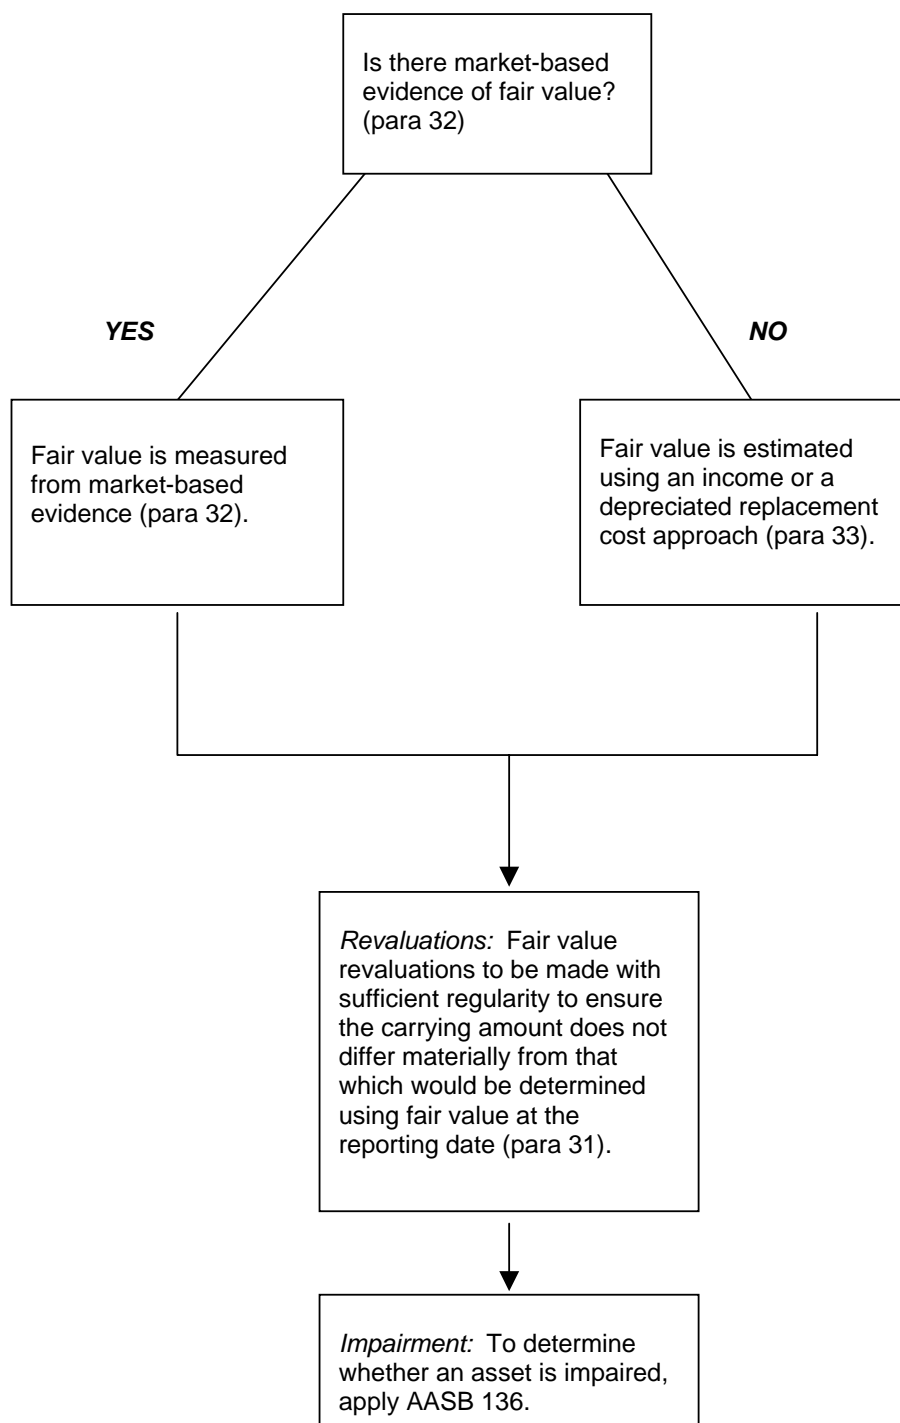 Is there market-based
evidence of fair value?
(para 32)
YES
NO
Fair value is measured
from market-based
evidence (para 32).
Fair value is estimated
using an income or a
depreciated replacement
cost approach (para 33).
Revaluations: Fair value
revaluations to be made with
sufficient regularity to ensure
the carrying amount does not
differ materially from that
which would be determined
using fair value at the
reporting date (para 31).
Impairment: To determine
whether an asset is impaired,
apply AASB 136.